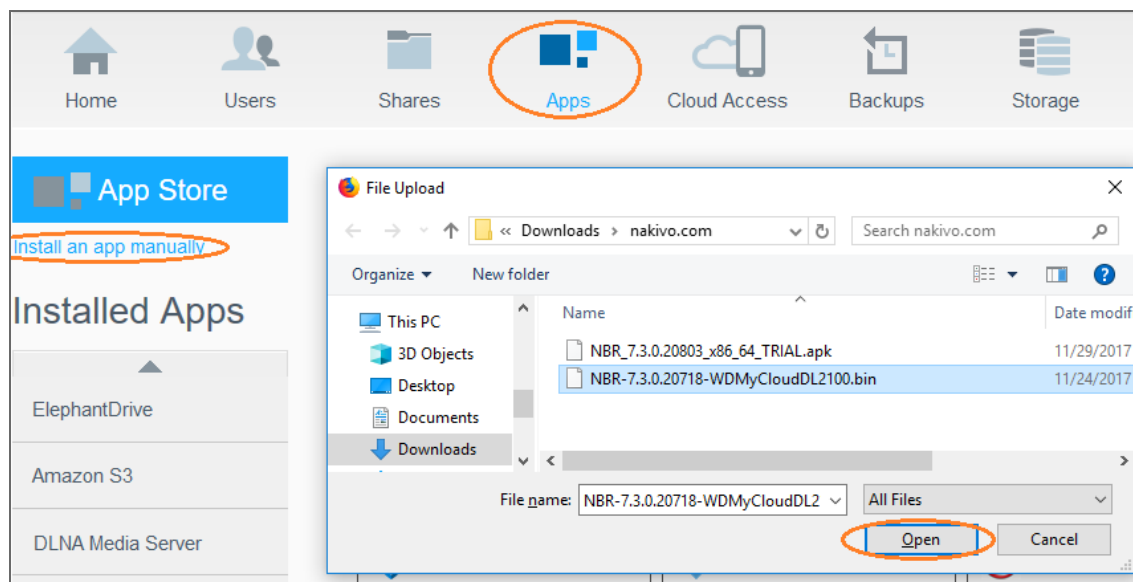 Home Users Shares Apps Cloud Access Backups Storage
App Store
Install an app manually
Installed Apps
ElephantDrive
Amazon S3
DLNA Media Server
File Upload
« Downloads › nakivo.com
Search nakivo.com
Organize New folder
This PC
3D Objects
Desktop
Documents
Downloads
Name Date modif
NBR_7.3.0.20803_x86_64_TRIAL.apk 11/29/2017
NBR-7.3.0.20718-WDMyCloudDL2100.bin 11/24/2017
File name: NBR-7.3.0.20718-WDMyCloudDL2 All Files
Open Cancel